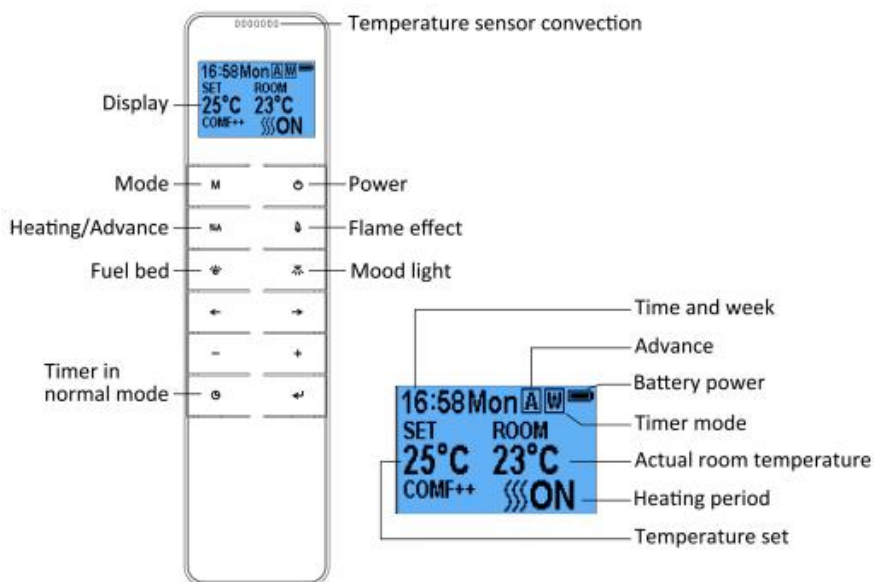 Temperature sensor convection
16:58Mon A W
SET ROOM
25°C 23°C
COMF++ ON
Display
Mode M Power
Heating/Advance Flame effect
Fuel bed Mood light
← →
- +
Timer in
normal mode
Time and week
Advance
Battery power
16:58Mon A W
Timer mode
SET ROOM
25°C 23°C
Actual room temperature
COMF++ ON
Heating period
Temperature set